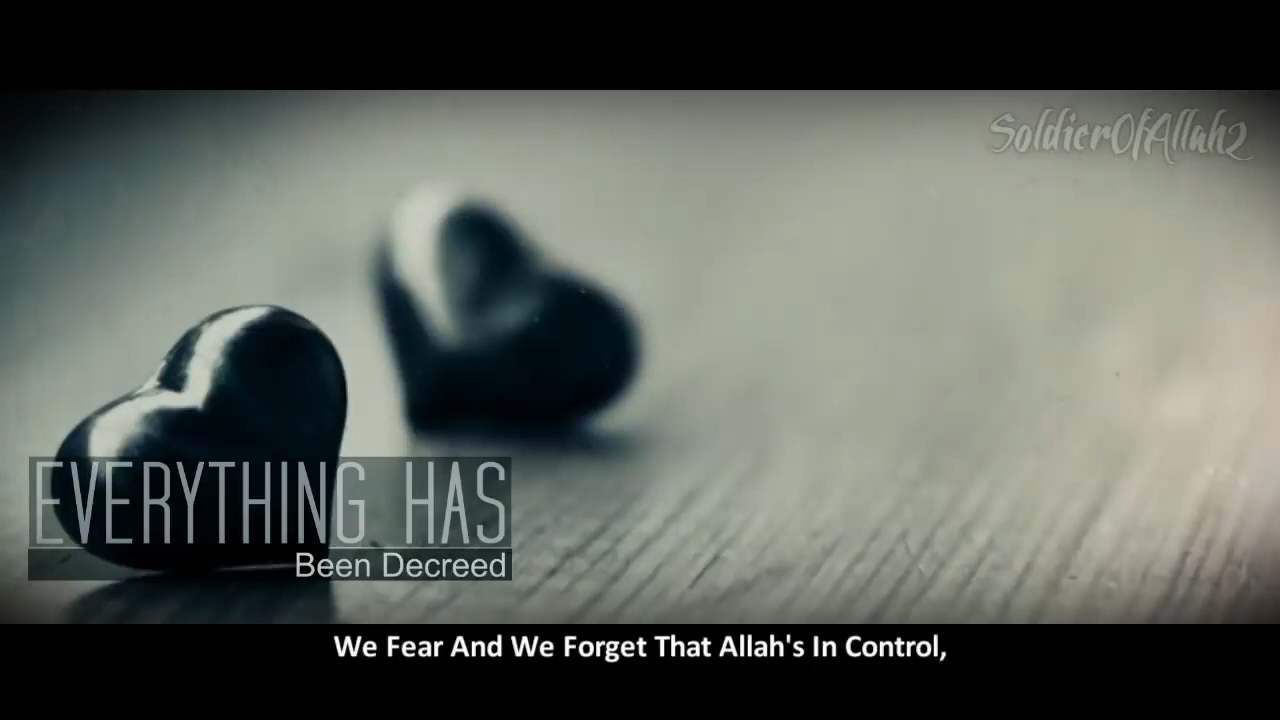 SoldierOfAllah2
EVERYTHING HAS
Been Decreed
We Fear And We Forget That Allah's In Control,